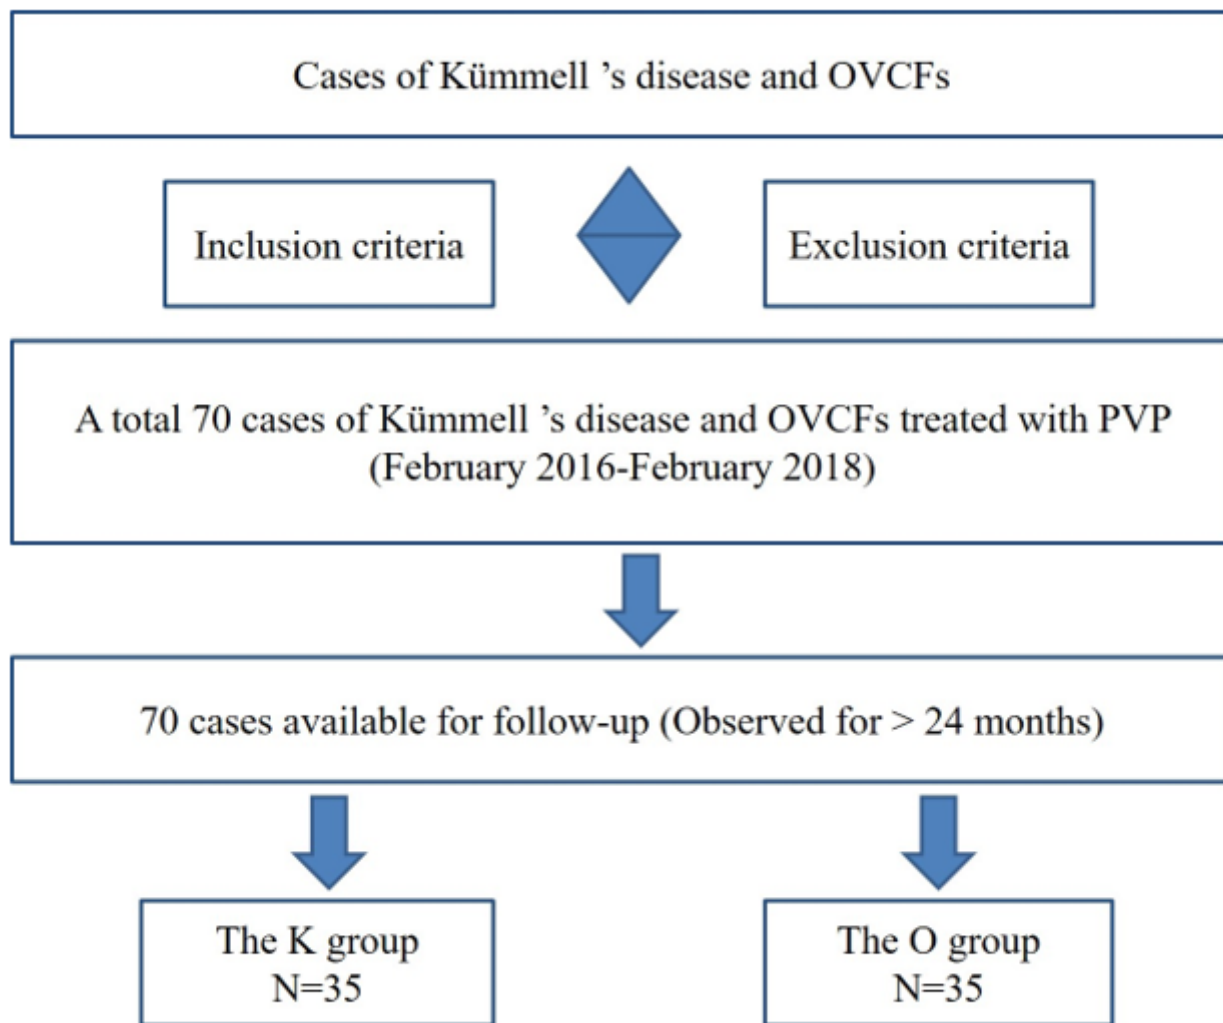 Cases of Kümmell 's disease and OVCFs
Inclusion criteria
Exclusion criteria
A total 70 cases of Kümmell 's disease and OVCFs treated with PVP
(February 2016-February 2018)
70 cases available for follow-up (Observed for > 24 months)
The K group
N=35
The O group
N=35